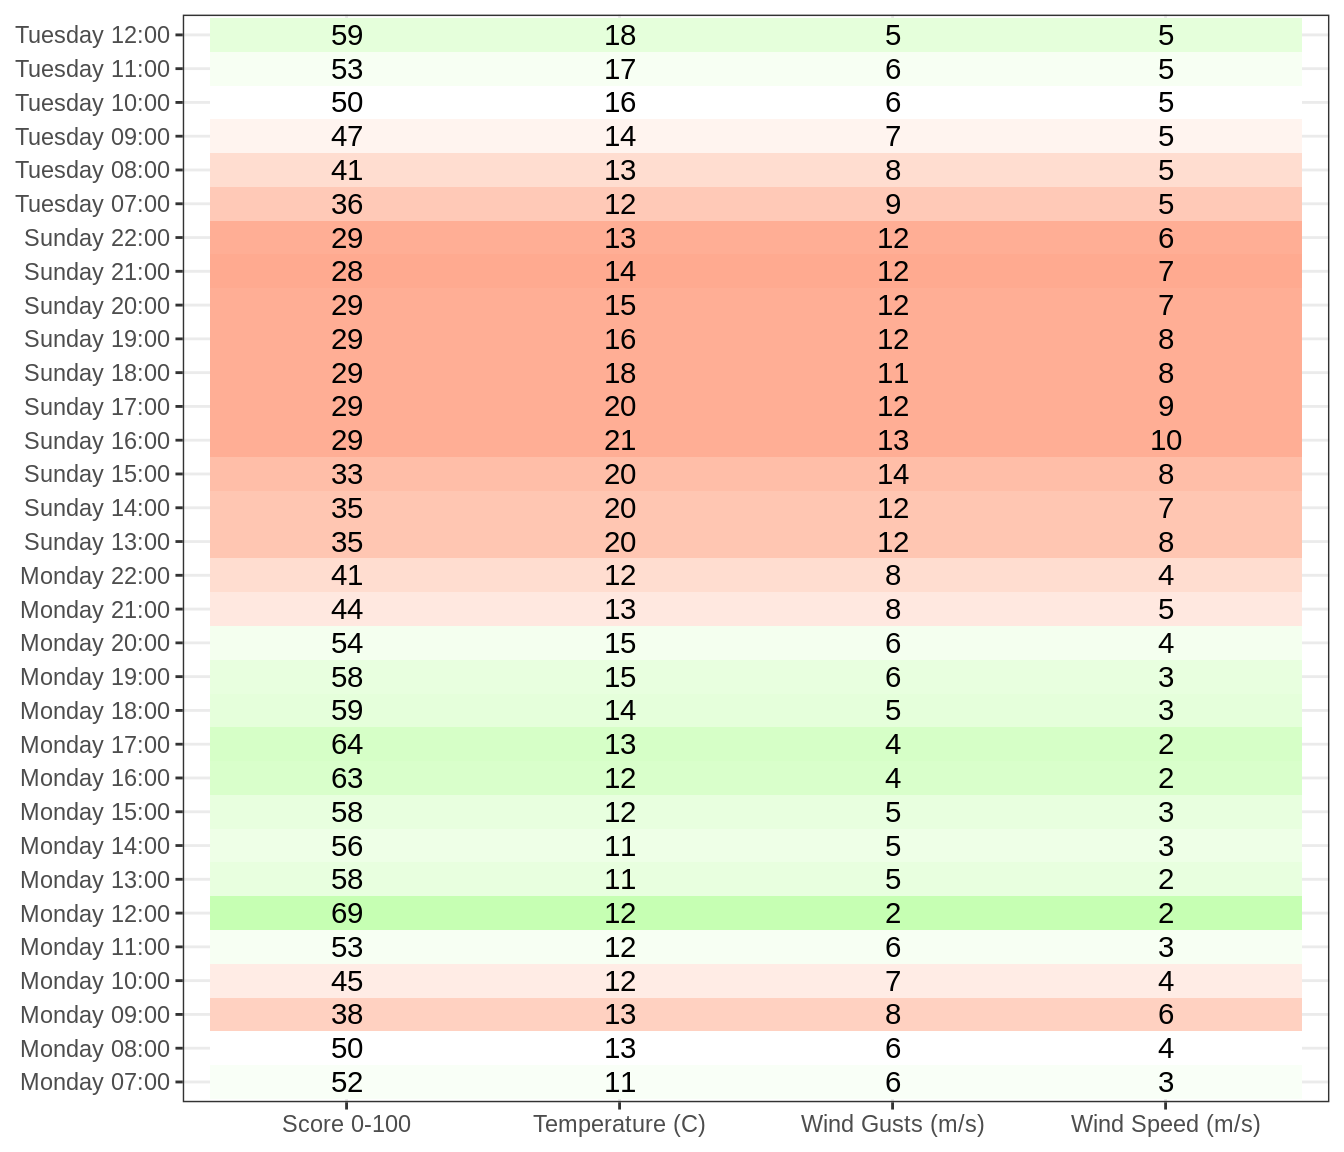 Tuesday 12:00 59 18 5 5
Tuesday 11:00 53 17 6 5
Tuesday 10:00 50 16 6 5
Tuesday 09:00 47 14 7 5
Tuesday 08:00 41 13 8 5
Tuesday 07:00 36 12 9 5
Sunday 22:00 29 13 12 6
Sunday 21:00 28 14 12 7
Sunday 20:00 29 15 12 7
Sunday 19:00 29 16 12 8
Sunday 18:00 29 18 11 8
Sunday 17:00 29 20 12 9
Sunday 16:00 29 21 13 10
Sunday 15:00 33 20 14 8
Sunday 14:00 35 20 12 7
Sunday 13:00 35 20 12 8
Monday 22:00 41 12 8 4
Monday 21:00 44 13 8 5
Monday 20:00 54 15 6 4
Monday 19:00 58 15 6 3
Monday 18:00 59 14 5 3
Monday 17:00 64 13 4 2
Monday 16:00 63 12 4 2
Monday 15:00 58 12 5 3
Monday 14:00 56 11 5 3
Monday 13:00 58 11 5 2
Monday 12:00 69 12 2 2
Monday 11:00 53 12 6 3
Monday 10:00 45 12 7 4
Monday 09:00 38 13 8 6
Monday 08:00 50 13 6 4
Monday 07:00 52 11 6 3
Score 0-100 Temperature (C) Wind Gusts (m/s) Wind Speed (m/s)